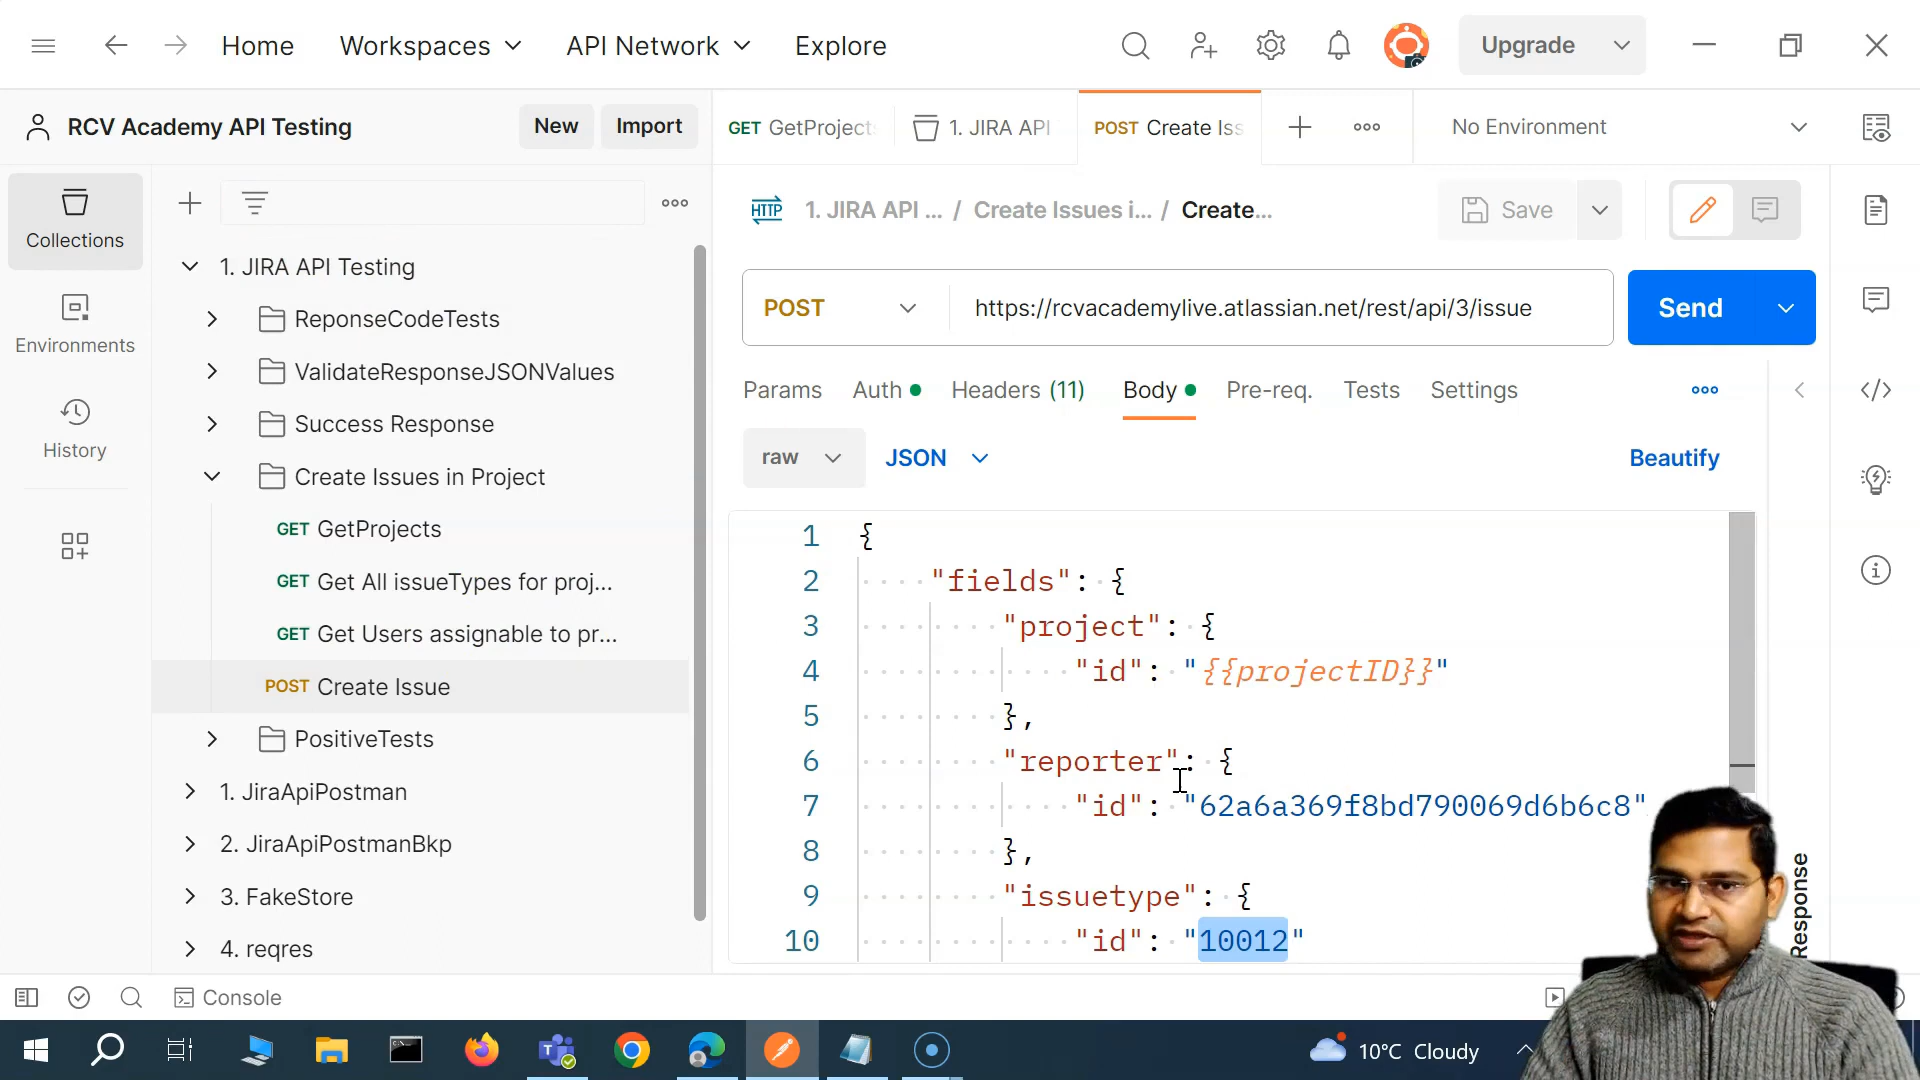 Home Workspaces API Network Explore Upgrade
RCV Academy API Testing New Import GET GetProjects 1. JIRA API POST Create Iss No Environment
Collections
Environments
History
1. JIRA API Testing
ReponseCodeTests
ValidateResponseJSONValues
Success Response
Create Issues in Project
GET GetProjects
GET Get All issueTypes for proj...
GET Get Users assignable to pr...
POST Create Issue
PositiveTests
1. JiraApiPostman
2. JiraApiPostmanBkp
3. FakeStore
4. reqres
HTTP 1. JIRA API ... / Create Issues i... / Create... Save
POST https://rcvacademylive.atlassian.net/rest/api/3/issue Send
Params Auth Headers (11) Body Pre-req. Tests Settings
raw JSON Beautify
1 {
2 "fields": {
3 "project": {
4 "id": "{{projectID}}"
5 },
6 "reporter": {
7 "id": "62a6a369f8bd790069d6b6c8"
8 },
9 "issuetype": {
10 "id": "10012"
Response
Console
10°C Cloudy